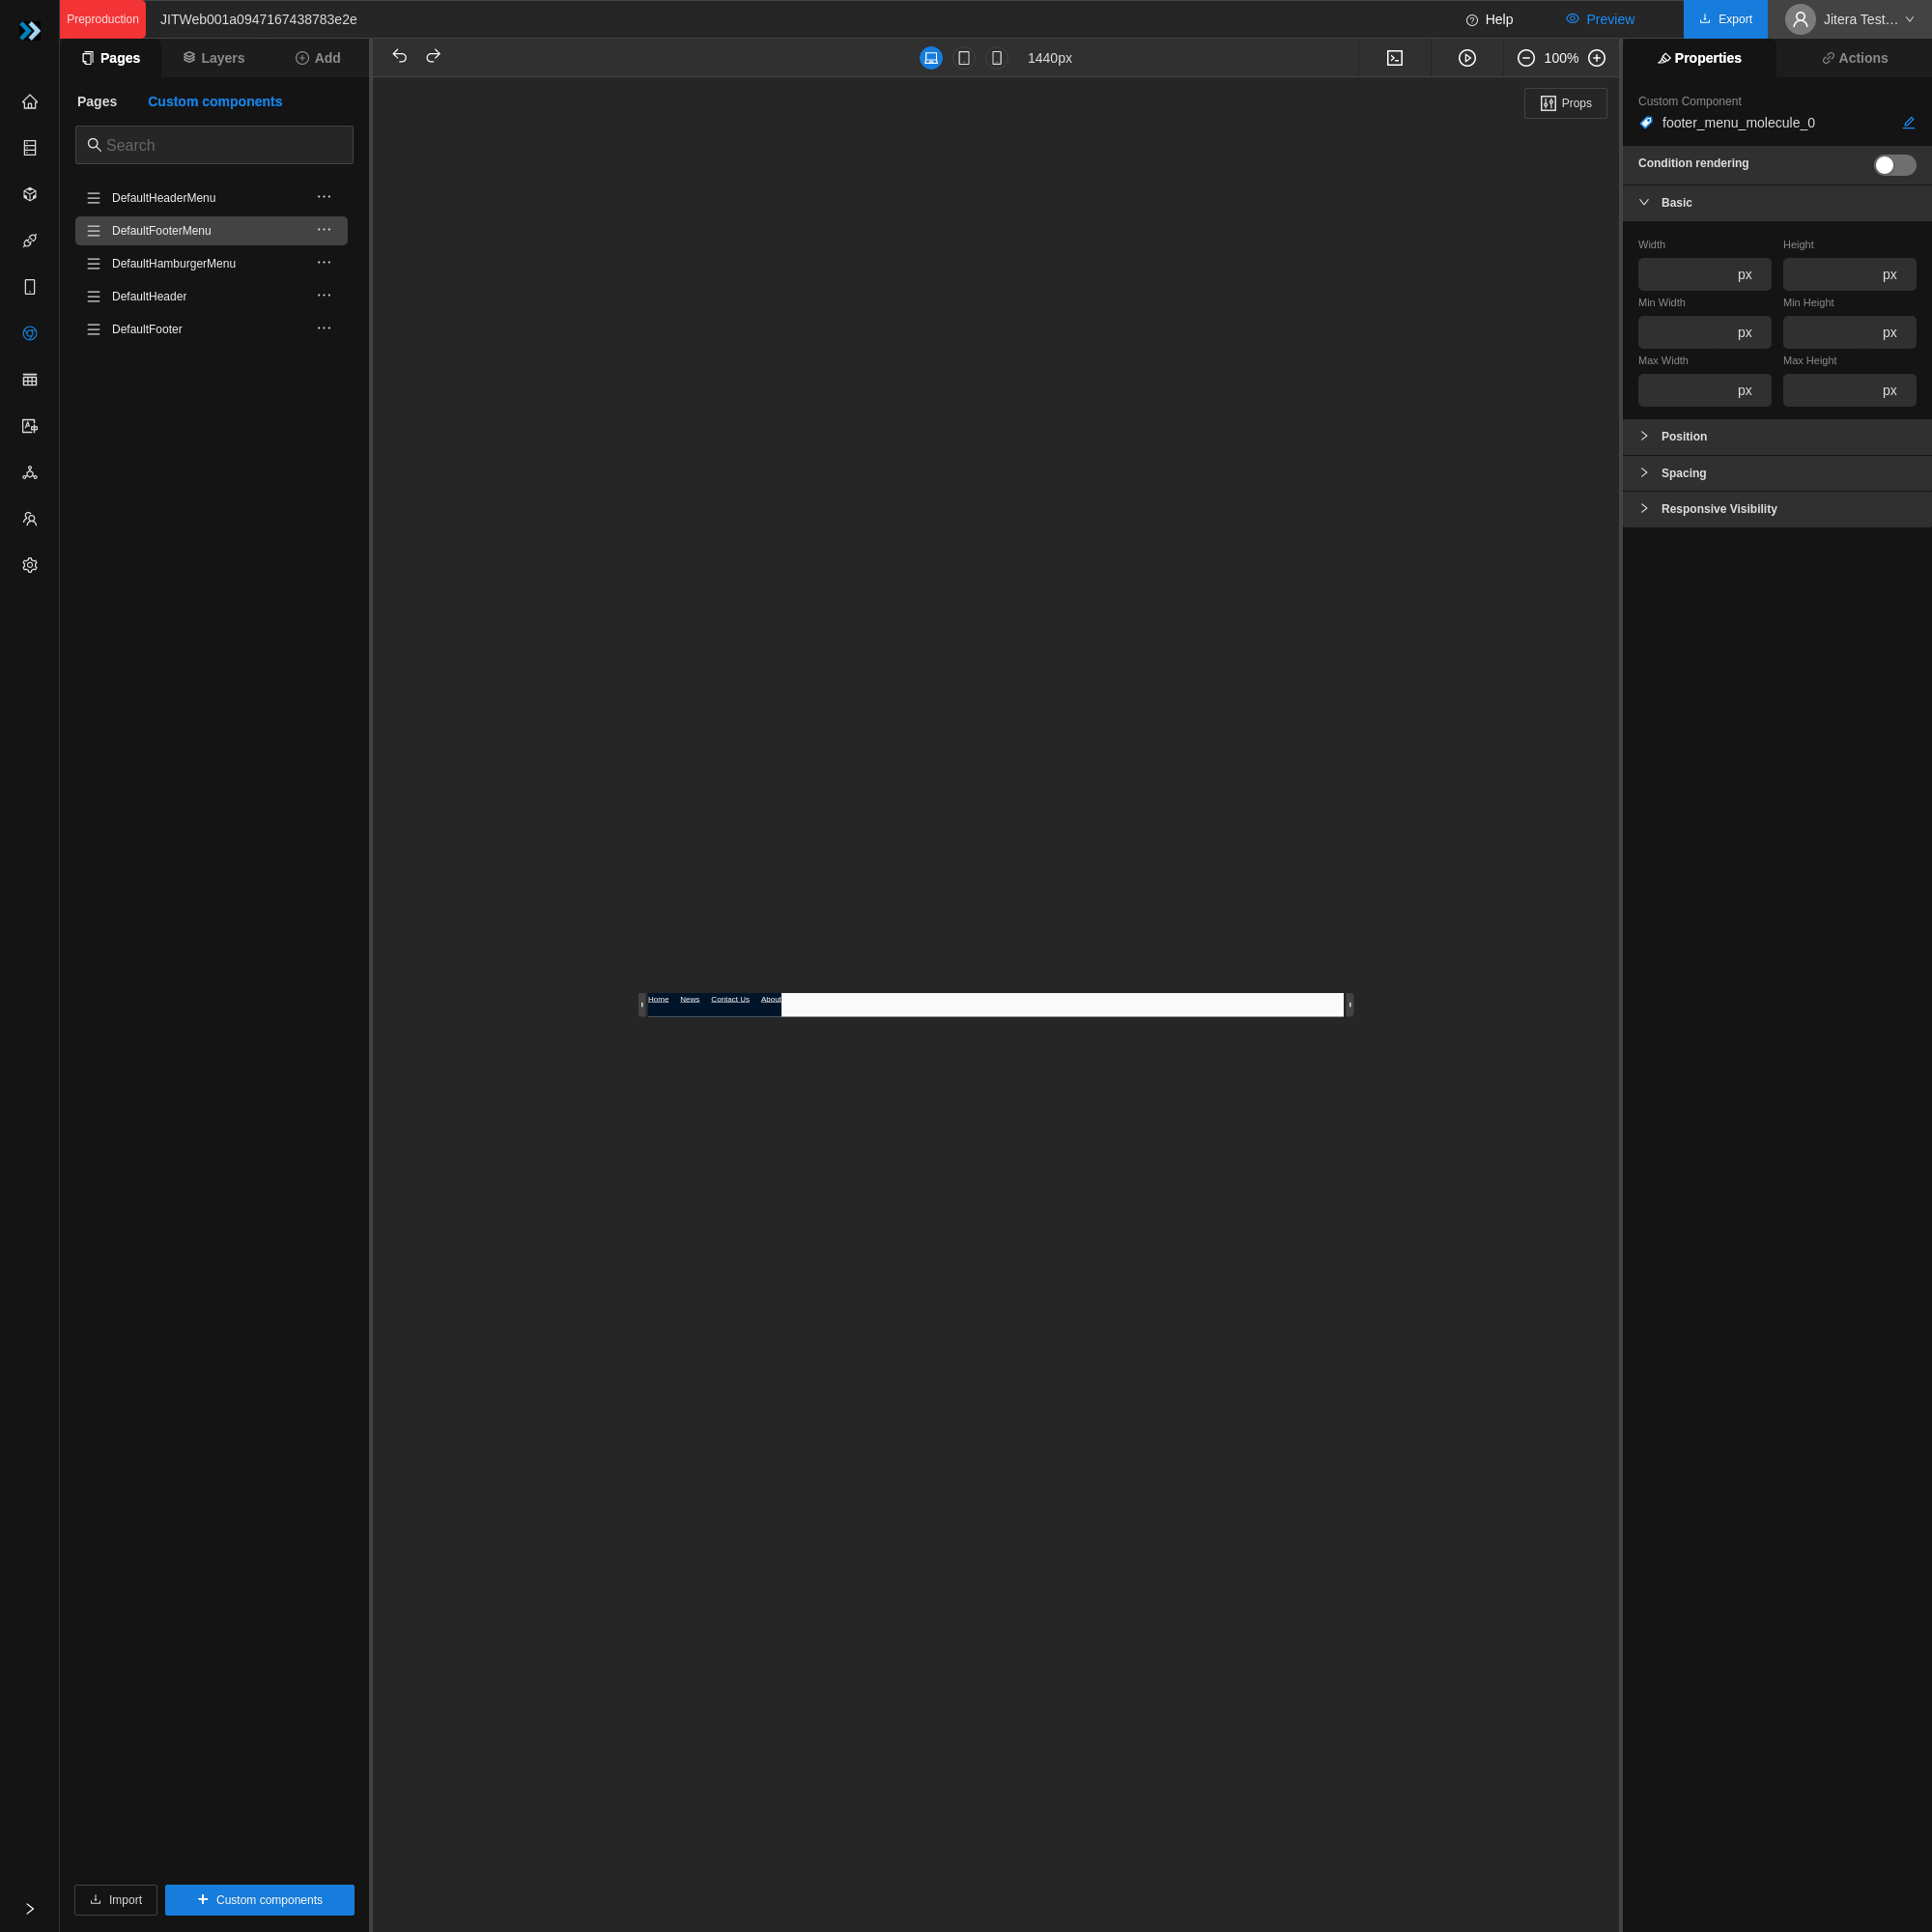 Preproduction
JITWeb001a0947167438783e2e
Help
Preview
Export
Jitera Test...
Pages
Layers
Add
1440px
100%
Properties
Actions
Pages
Custom components
Search
DefaultHeaderMenu
DefaultFooterMenu
DefaultHamburgerMenu
DefaultHeader
DefaultFooter
Props
Home News Contact Us About
Custom Component
footer_menu_molecule_0
Condition rendering
Basic
Width Height
px px
Min Width Min Height
px px
Max Width Max Height
px px
Position
Spacing
Responsive Visibility
Import
Custom components